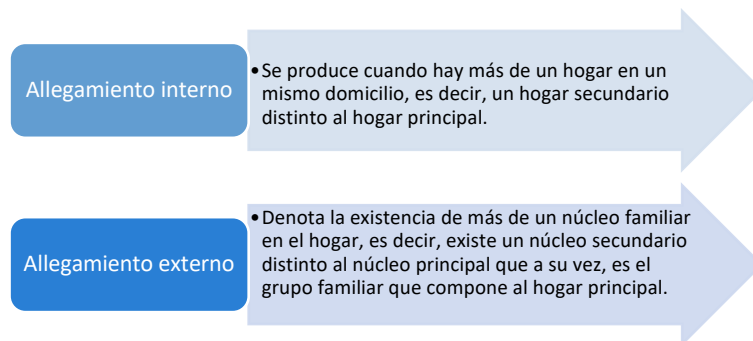 Allegamiento interno
•Se produce cuando hay más de un hogar en un
mismo domicilio, es decir, un hogar secundario
distinto al hogar principal.
Allegamiento externo
•Denota la existencia de más de un núcleo familiar
en el hogar, es decir, existe un núcleo secundario
distinto al núcleo principal que a su vez, es el
grupo familiar que compone al hogar principal.